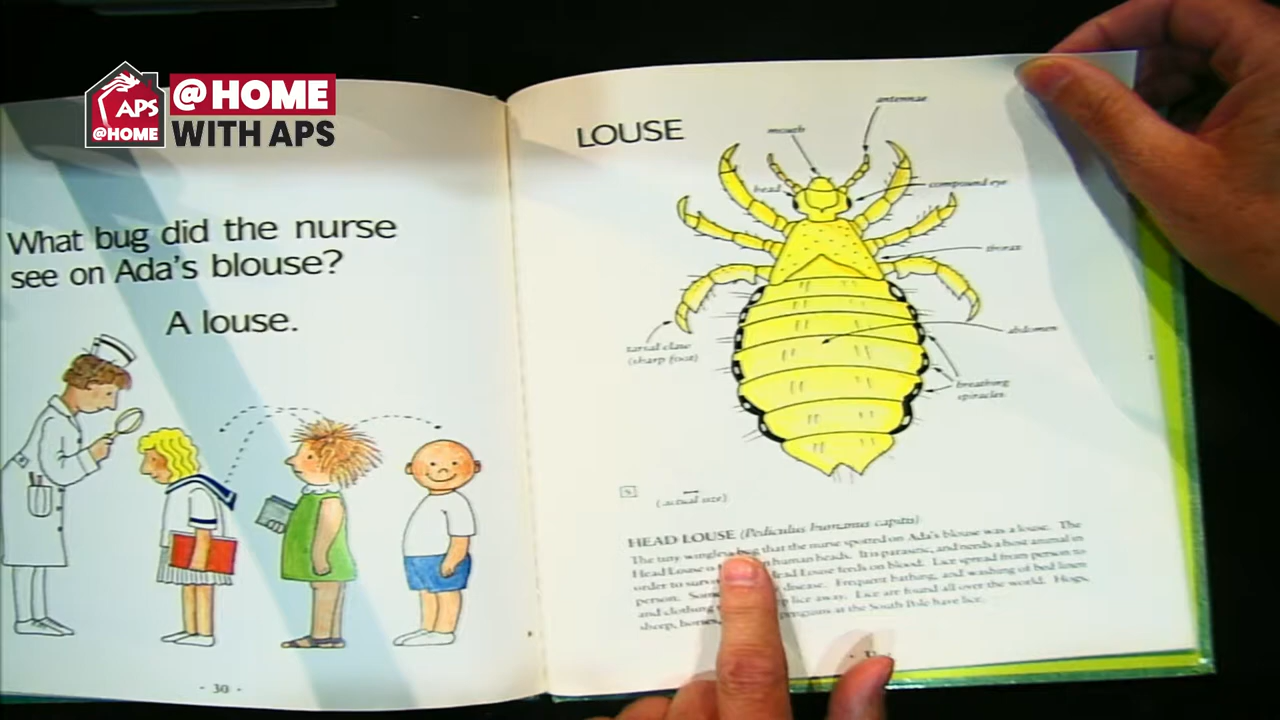 APS
@HOME
@HOME
WITH APS
What bug did the nurse
see on Ada's blouse?
A louse.
· 30 ·
LOUSE
antennae
mouth
head
compound eye
thorax
abdomen
tarsal claw
(sharp foot)
breathing
spiracles
(actual size)
HEAD LOUSE (Pediculus humanus capitis)
The tiny wingless bug that the nurse spotted on Ada's blouse was a louse. The
Head Louse human heads. It is parasitic, and needs a host animal in
order to Head Louse feeds on blood. Lice spread from person to
person. disease. Frequent bathing, and washing of bed linen
and clothing lice away. Lice are found all over the world. Hogs,
sheep, horses, penguins at the South Pole have lice.